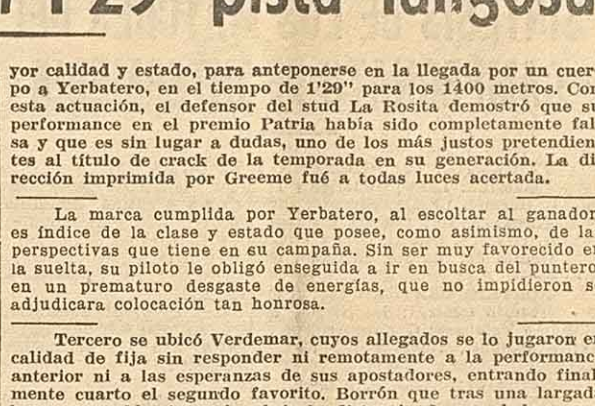 1'29" pista fangosa
yor calidad y estado, para anteponerse en la llegada por un cuer-
po a Yerbatero, en el tiempo de 1'29" para los 1400 metros. Con
esta actuación, el defensor del stud La Rosita demostró que su
performance en el premio Patria había sido completamente fal-
sa y que es sin lugar a dudas, uno de los más justos pretendien-
tes al título de crack de la temporada en su generación. La di-
rección imprimida por Greeme fué a todas luces acertada.
La marca cumplida por Yerbatero, al escoltar al ganador
es índice de la clase y estado que posee, como asimismo, de la
perspectivas que tiene en su campaña. Sin ser muy favorecido en
la suelta, su piloto le obligó enseguida a ir en busca del puntero
en un prematuro desgaste de energías, que no impidieron s
adjudicara colocación tan honrosa.
Tercero se ubicó Verdemar, cuyos allegados se lo jugaron en
calidad de fija sin responder ni remotamente a la performanc
anterior ni a las esperanzas de sus apostadores, entrando final
mente cuarto el segundo favorito. Borrón que tras una largad